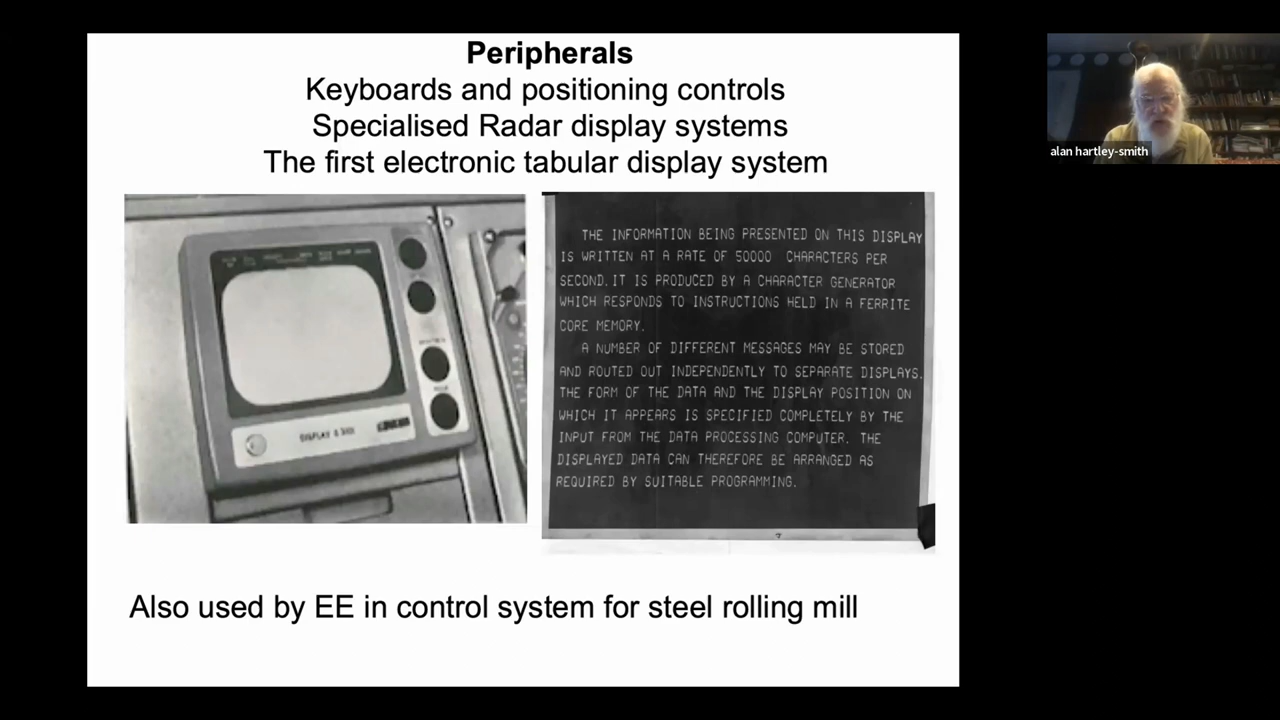 Peripherals
Keyboards and positioning controls
Specialised Radar display systems
The first electronic tabular display system
alan hartley-smith
DISPLAY
THE INFORMATION BEING PRESENTED ON THIS DISPLAY
IS WRITTEN AT A RATE OF 50000 CHARACTERS PER
SECOND. IT IS PRODUCED BY A CHARACTER GENERATOR
WHICH RESPONDS TO INSTRUCTIONS HELD IN A FERRITE
CORE MEMORY.
A NUMBER OF DIFFERENT MESSAGES MAY BE STORED
AND ROUTED OUT INDEPENDENTLY TO SEPARATE DISPLAYS.
THE FORM OF THE DATA AND THE DISPLAY POSITION ON
WHICH IT APPEARS IS SPECIFIED COMPLETELY BY THE
INPUT FROM THE DATA PROCESSING COMPUTER. THE
DISPLAYED DATA CAN THEREFORE BE ARRANGED AS
REQUIRED BY SUITABLE PROGRAMMING.
Also used by EE in control system for steel rolling mill